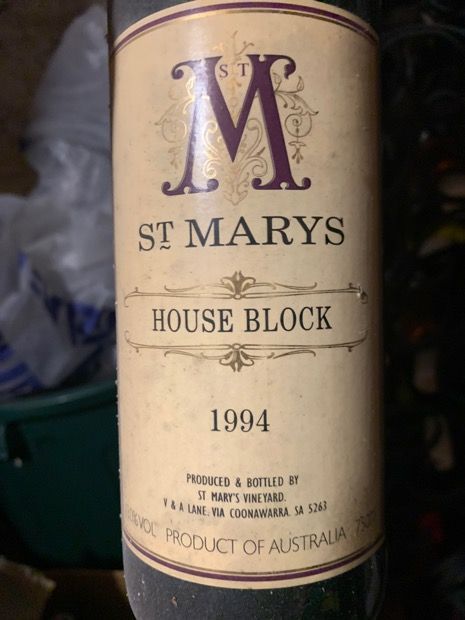 ST
M
ST MARYS
HOUSE BLOCK
1994
PRODUCED & BOTTLED BY
ST MARY'S VINEYARD.
V & A LANE. VIA COONAWARRA. SA 5263
PRODUCT OF AUSTRALIA